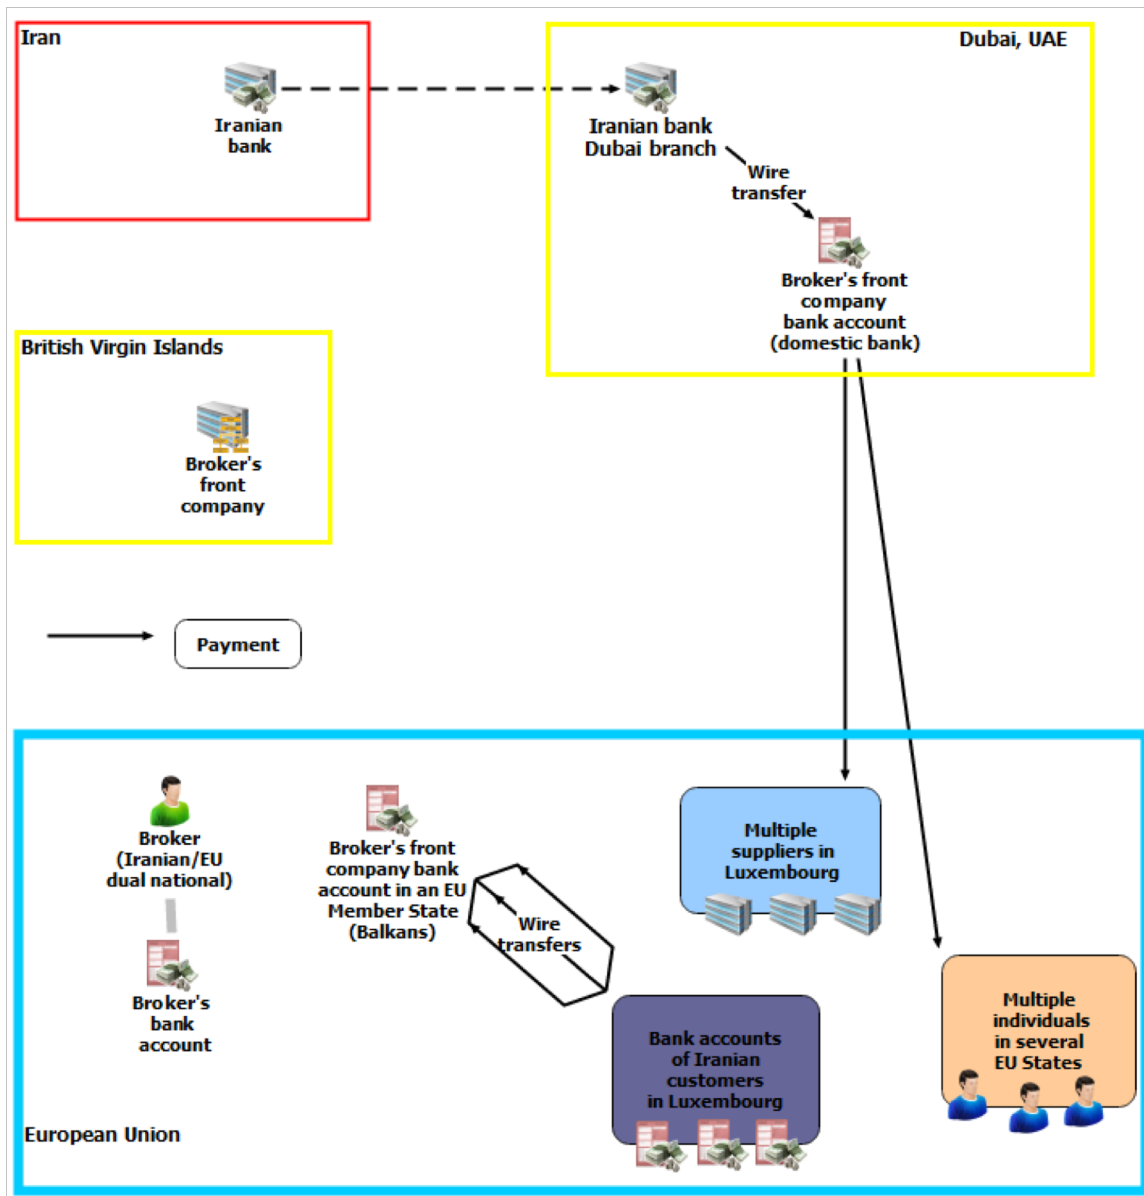 Iran
Iranian
bank
Dubai, UAE
Iranian bank
Dubai branch
Wire
transfer
Broker's front
company
bank account
(domestic bank)
British Virgin Islands
Broker's
front
company
Payment
Broker
(Iranian/EU
dual national)
Broker's
bank
account
Broker's front
company bank
account in an EU
Member State
(Balkans)
Wire
transfers
Multiple
suppliers in
Luxembourg
Bank accounts
of Iranian
customers
in Luxembourg
Multiple
individuals
in several
EU States
European Union